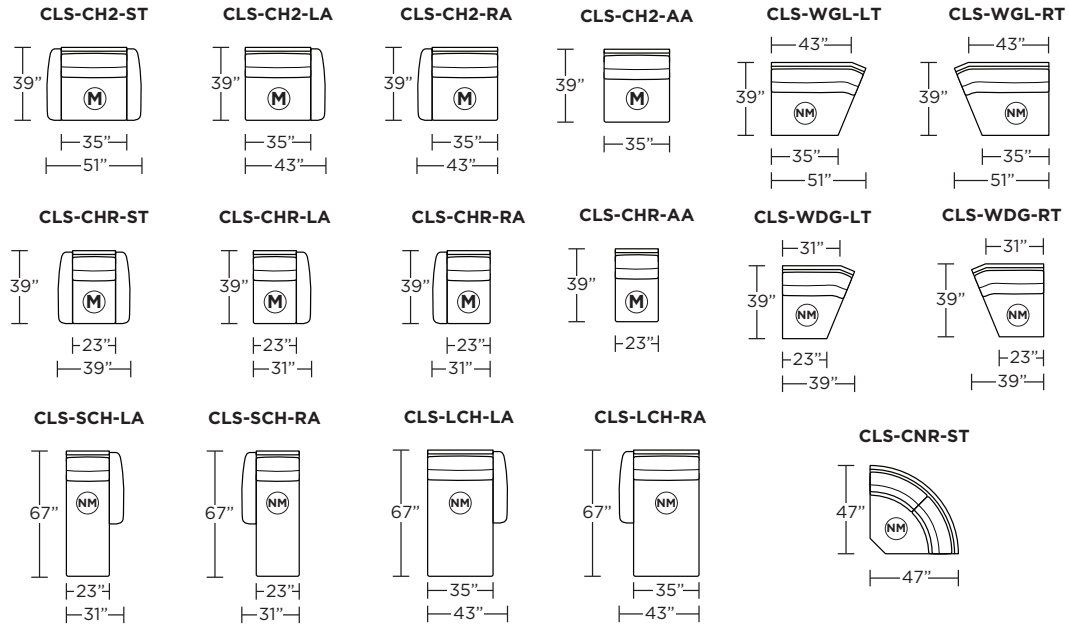 CLS-CH2-ST CLS-CH2-LA CLS-CH2-RA CLS-CH2-AA CLS-WGL-LT CLS-WGL-RT
43” 43”
39” 39” 39” 39” 39” 39”
M M M M NM NM
35” 35” 35” 35” 35” 35”
51” 43” 43” 51” 51”
CLS-CHR-ST CLS-CHR-LA CLS-CHR-RA CLS-CHR-AA CLS-WDG-LT CLS-WDG-RT
31” 31”
39” 39” 39” 39” 39” 39”
M M M M NM NM
23” 23” 23” 23” 23” 23”
39” 31” 31” 39” 39”
CLS-SCH-LA CLS-SCH-RA CLS-LCH-LA CLS-LCH-RA CLS-CNR-ST
67” 67” 67” 67” 47”
NM NM NM NM NM
23” 23” 35” 35” 47”
31” 31” 43” 43”